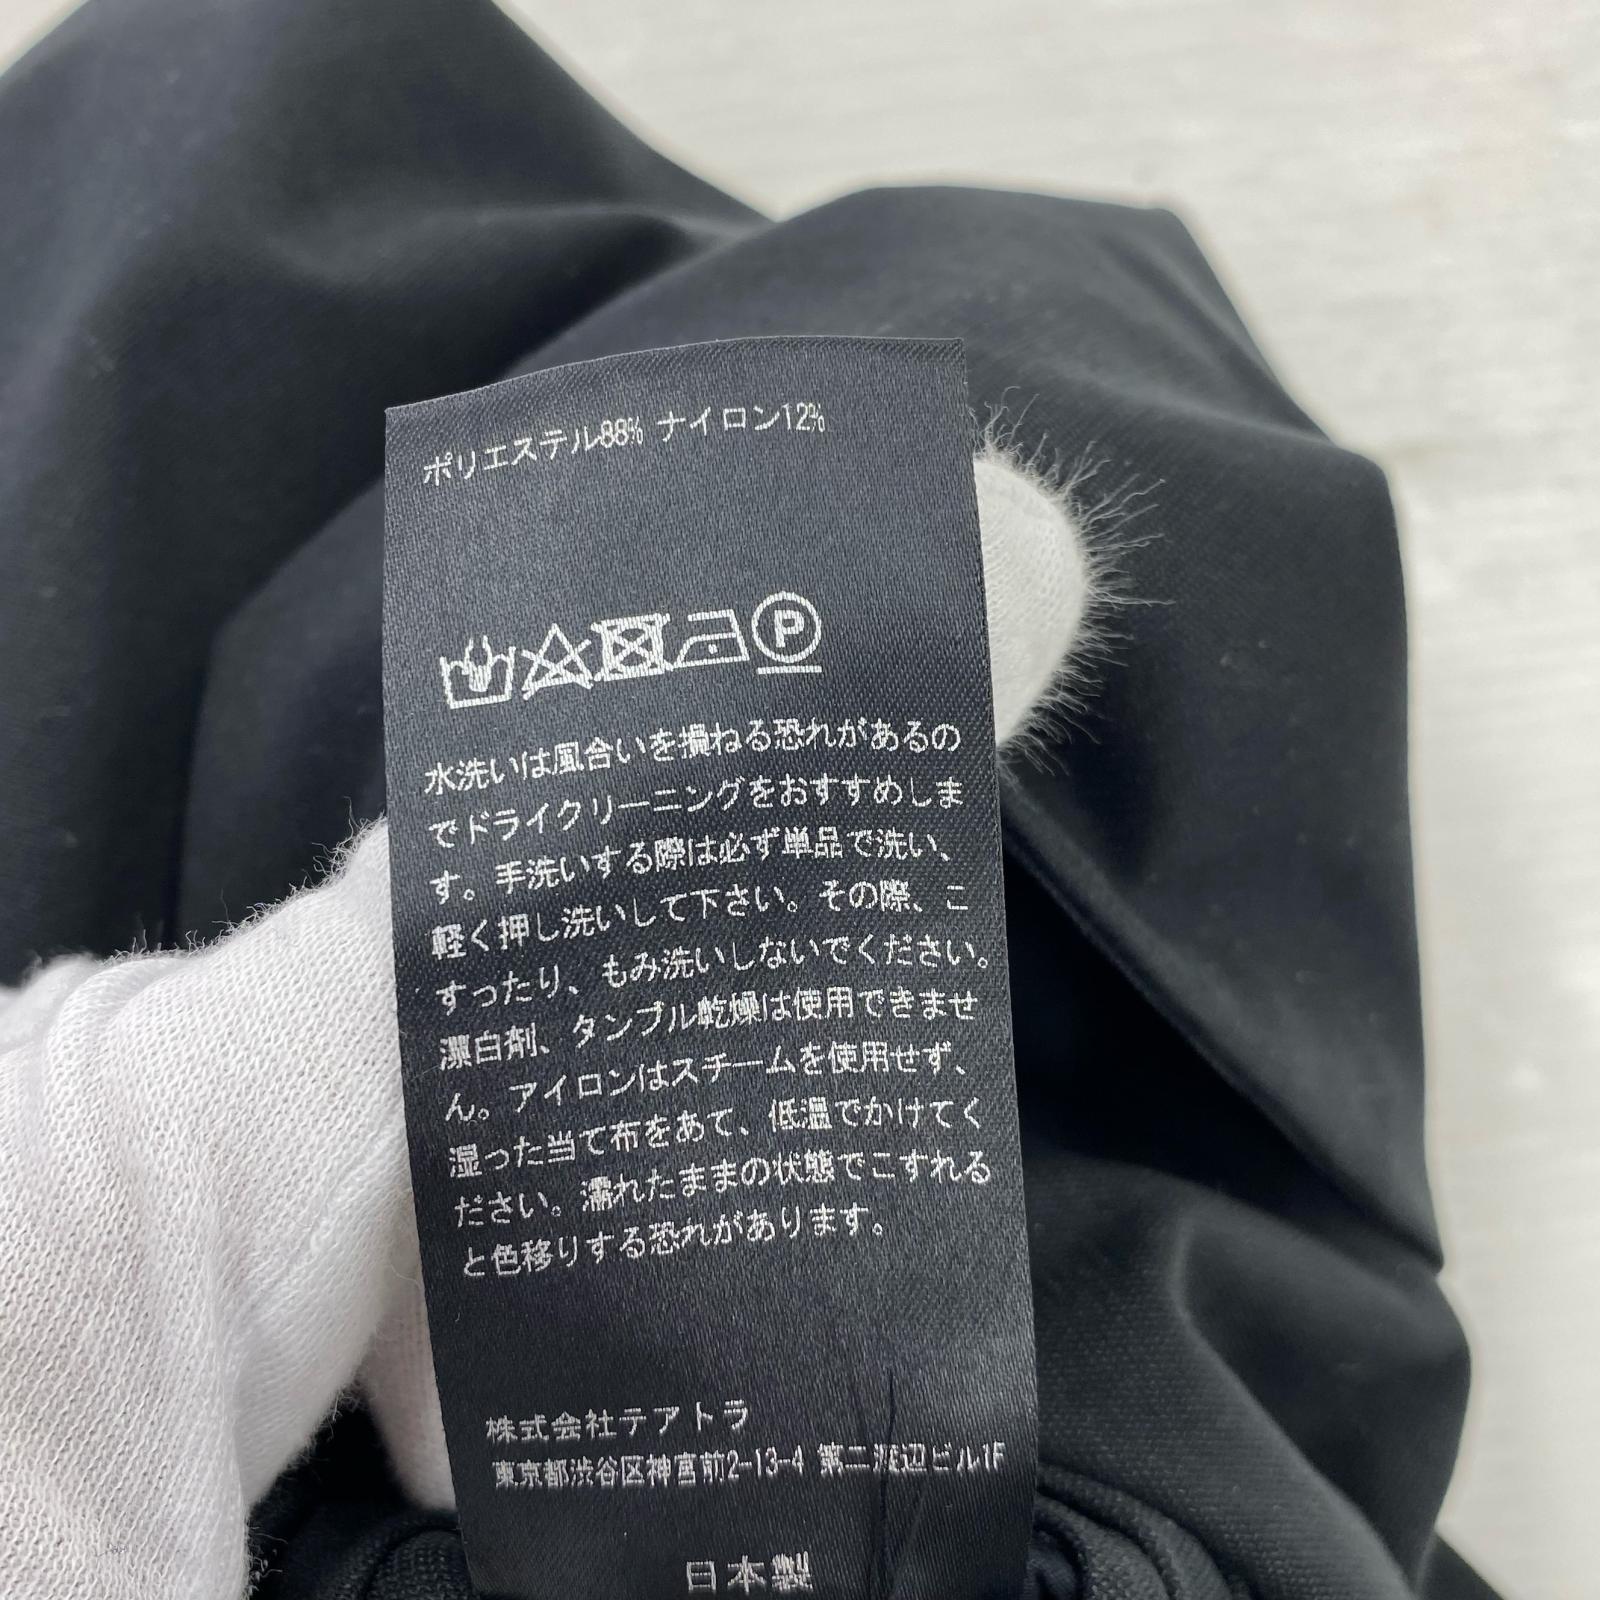 ポリエステル88% ナイロン12%
P
水洗いは風合いを損ねる恐れがあるの
でドライクリーニングをおすすめしま
す。手洗いする際は必ず単品で洗い、
軽く押し洗いして下さい。その際、こ
すったり、もみ洗いしないでください。
漂白剤、タンブル乾燥は使用できませ
ん。アイロンはスチームを使用せず、
湿った当て布をあて、低温でかけてく
ださい。濡れたままの状態でこすれる
と色移りする恐れがあります。
株式会社テアトラ
東京都渋谷区神宮前2-13-4 第二渡辺ビル1F
日本製